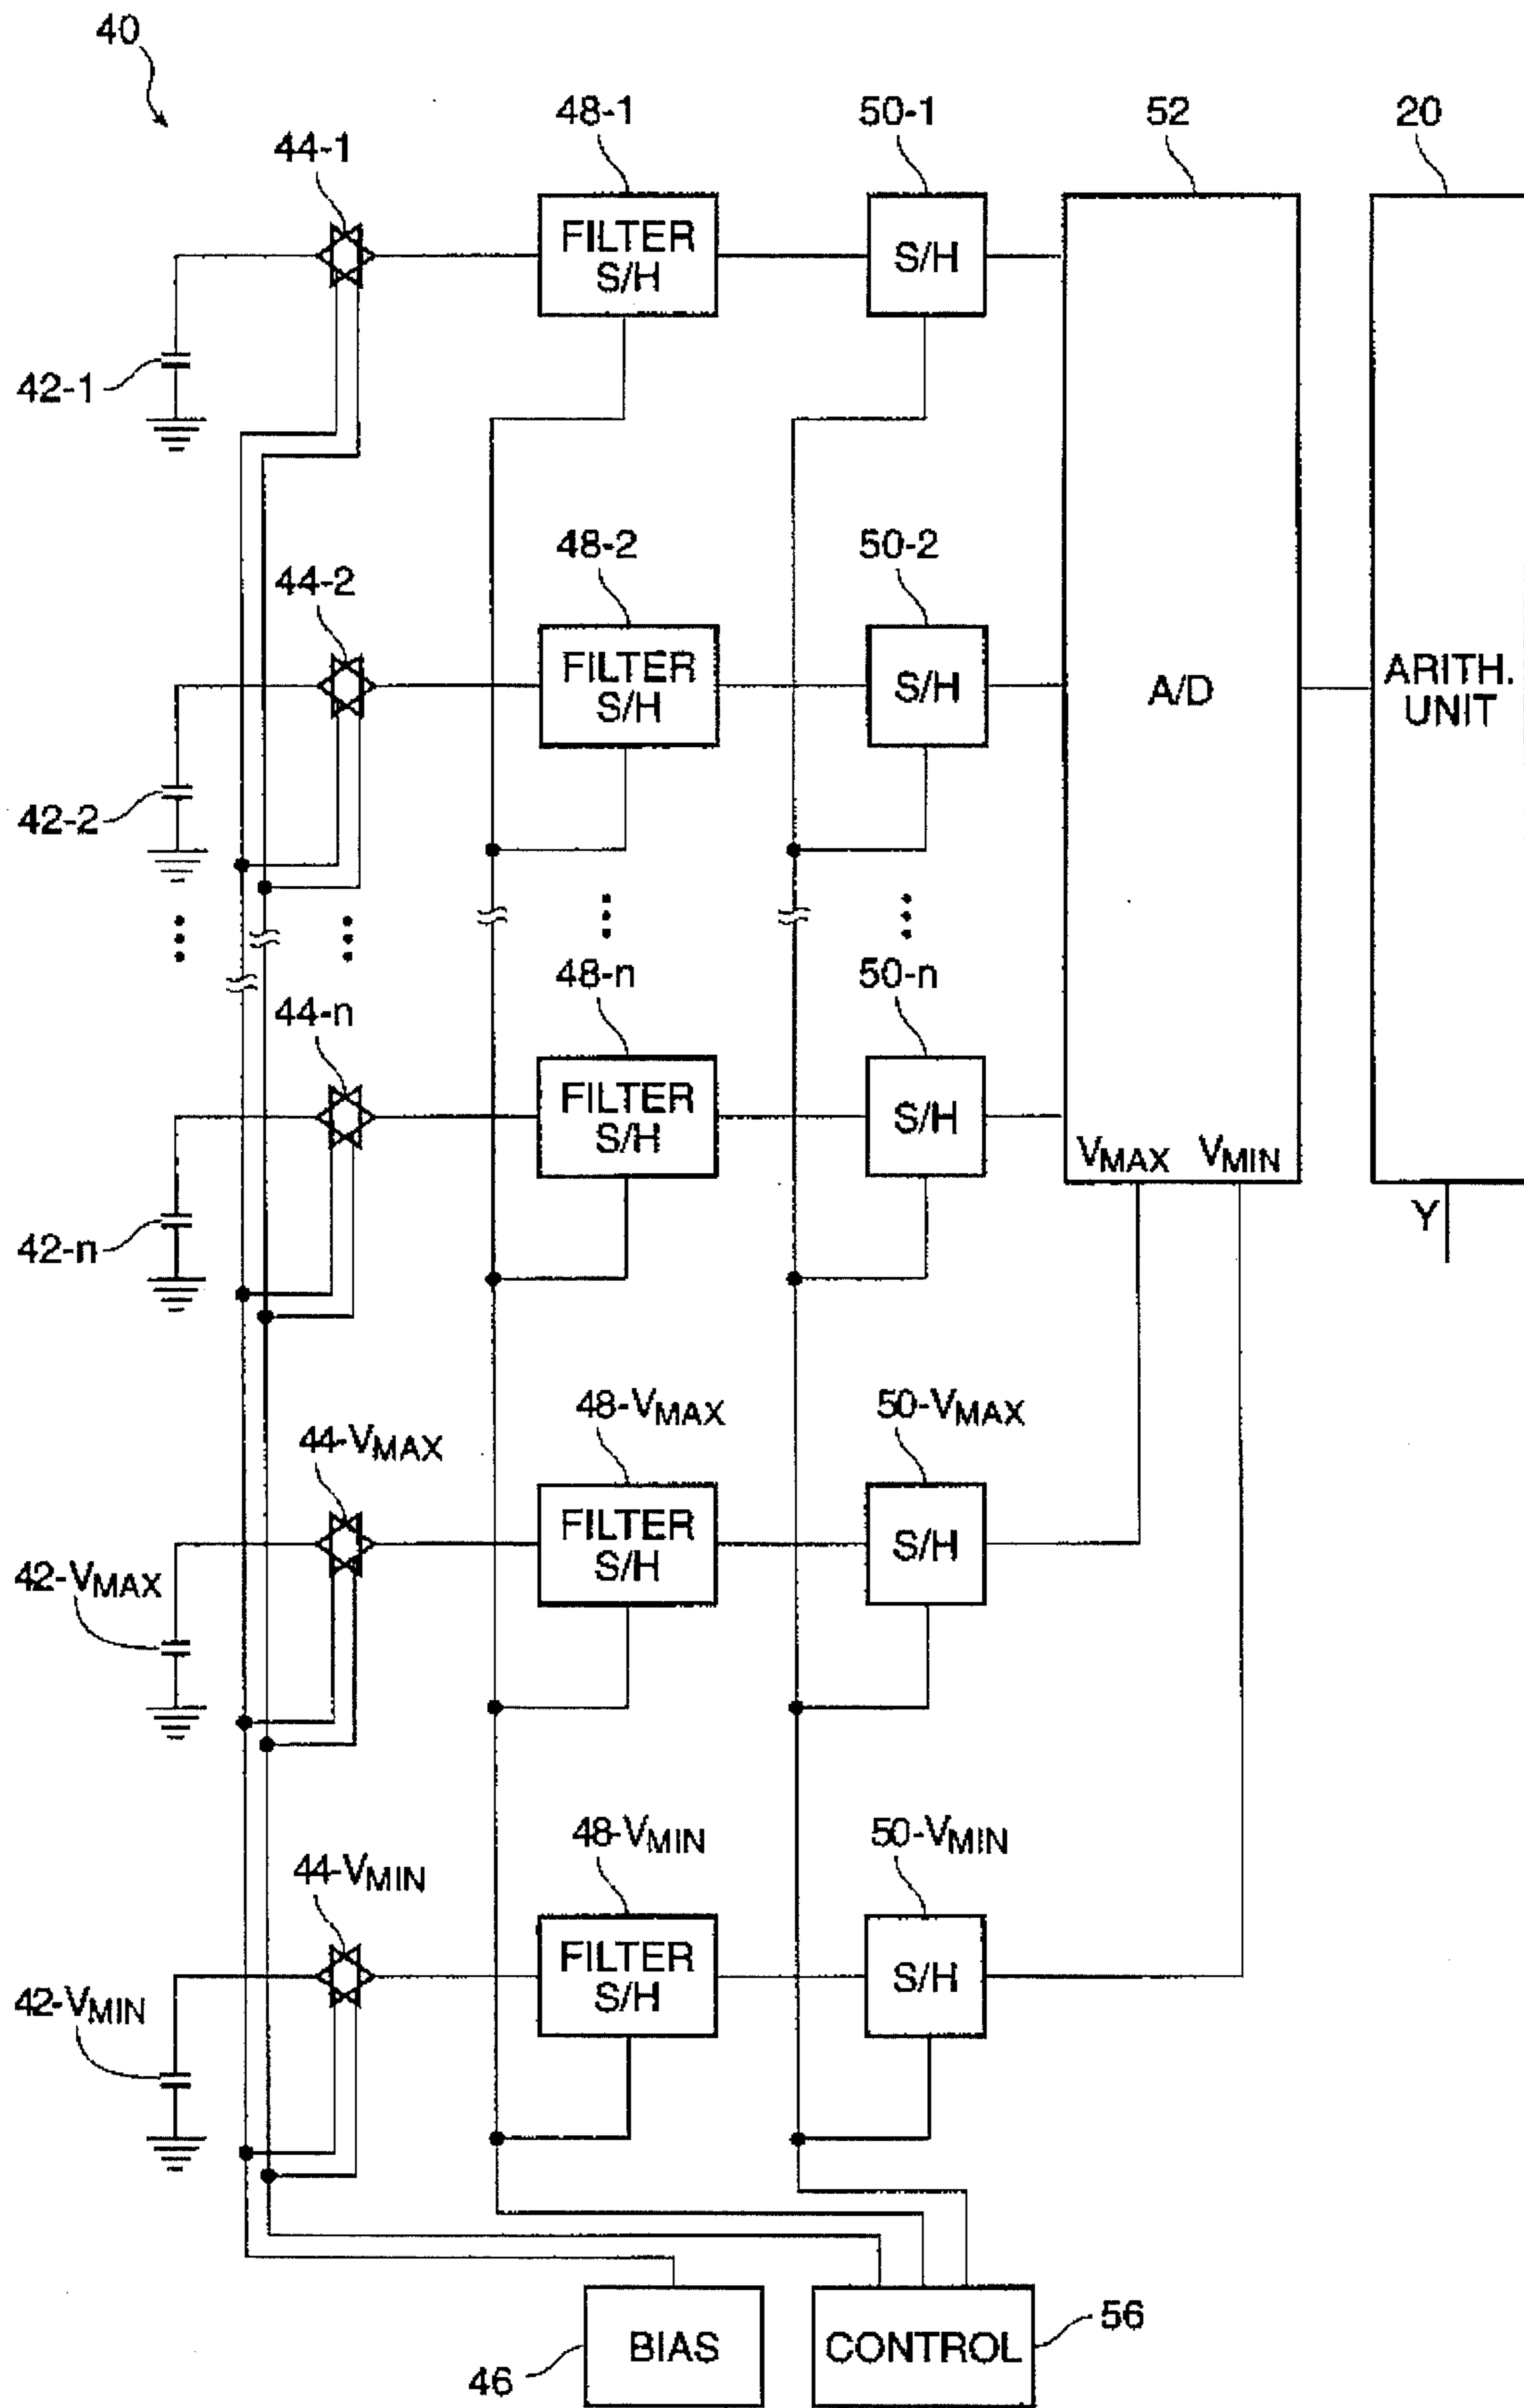 40
48-1
50-1
52
20
44-1
FILTER
S/H
S/H
42-1
48-2
50-2
44-2
FILTER
S/H
S/H
A/D
ARITH.
UNIT
42-2
48-n
50-n
44-n
FILTER
S/H
S/H
VMAX VMIN
Y
42-n
48-VMAX
50-VMAX
44-VMAX
FILTER
S/H
S/H
42-VMAX
48-VMIN
50-VMIN
44-VMIN
FILTER
S/H
S/H
42-VMIN
BIAS
46
CONTROL
56